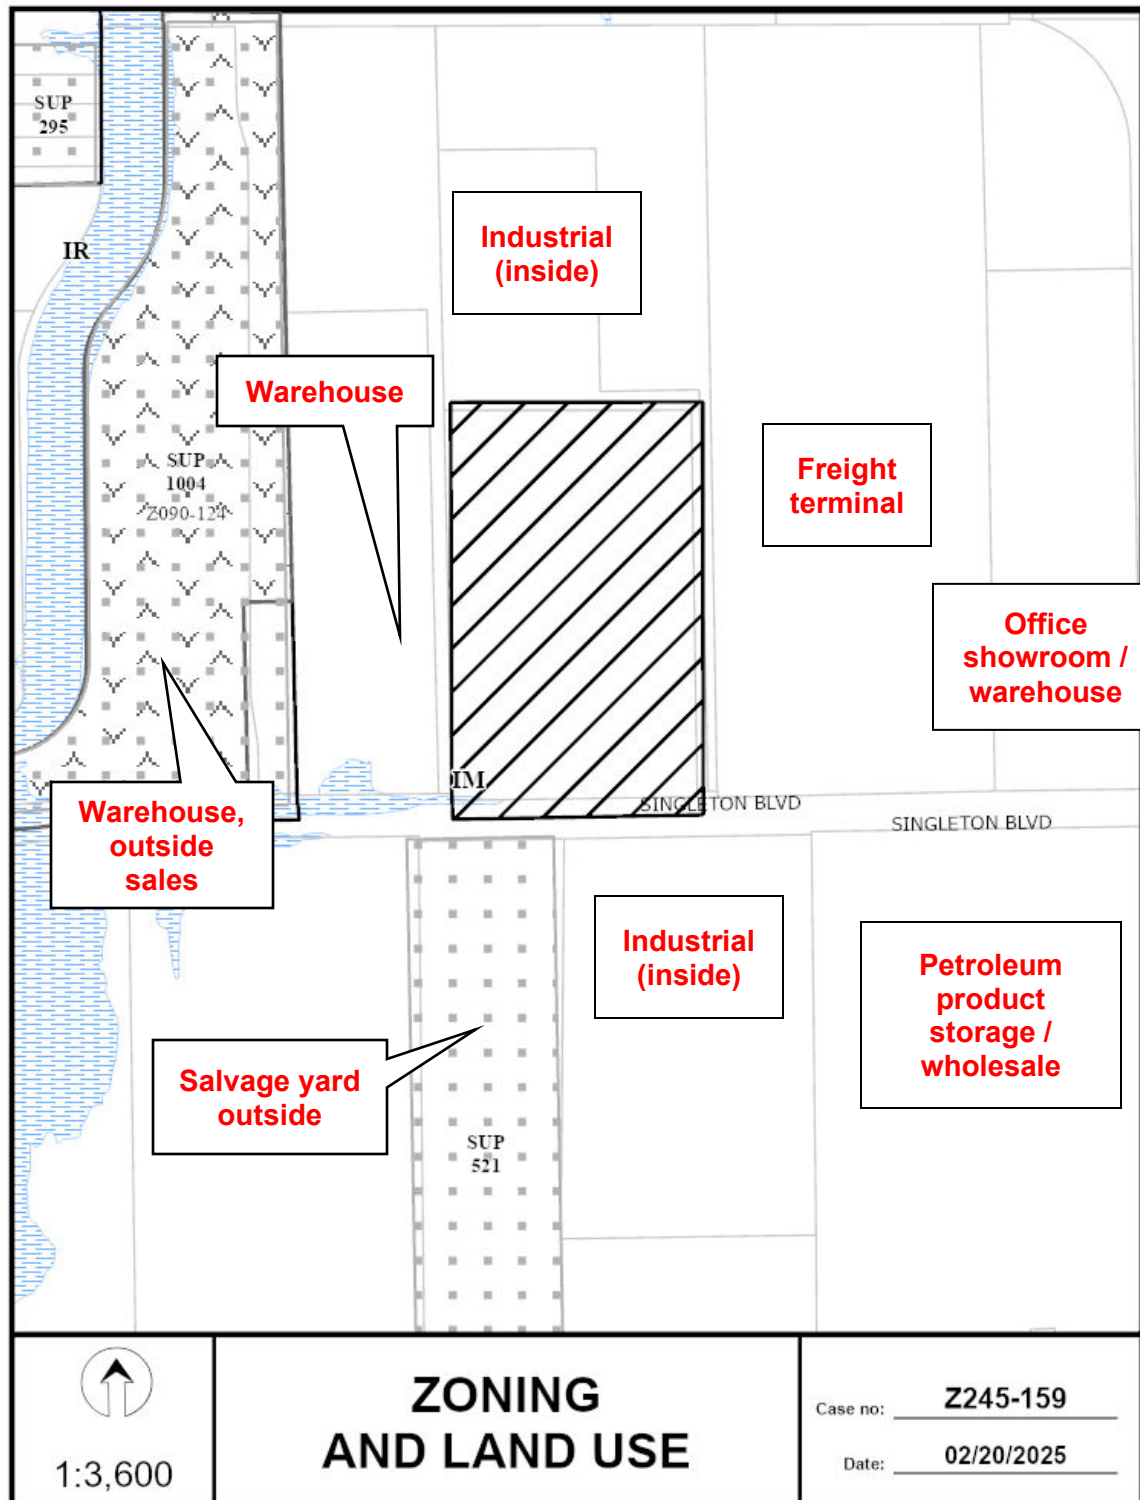 SUP
295
Industrial
(inside)
IR
Warehouse
SUP
1004
Z090-124
Freight
terminal
Office
showroom /
warehouse
IM
SINGLETON BLVD
SINGLETON BLVD
Warehouse,
outside
sales
Industrial
(inside)
Petroleum
product
storage /
wholesale
Salvage yard
outside
SUP
521
1:3,600
ZONING
AND LAND USE
Case no: Z245-159
Date: 02/20/2025